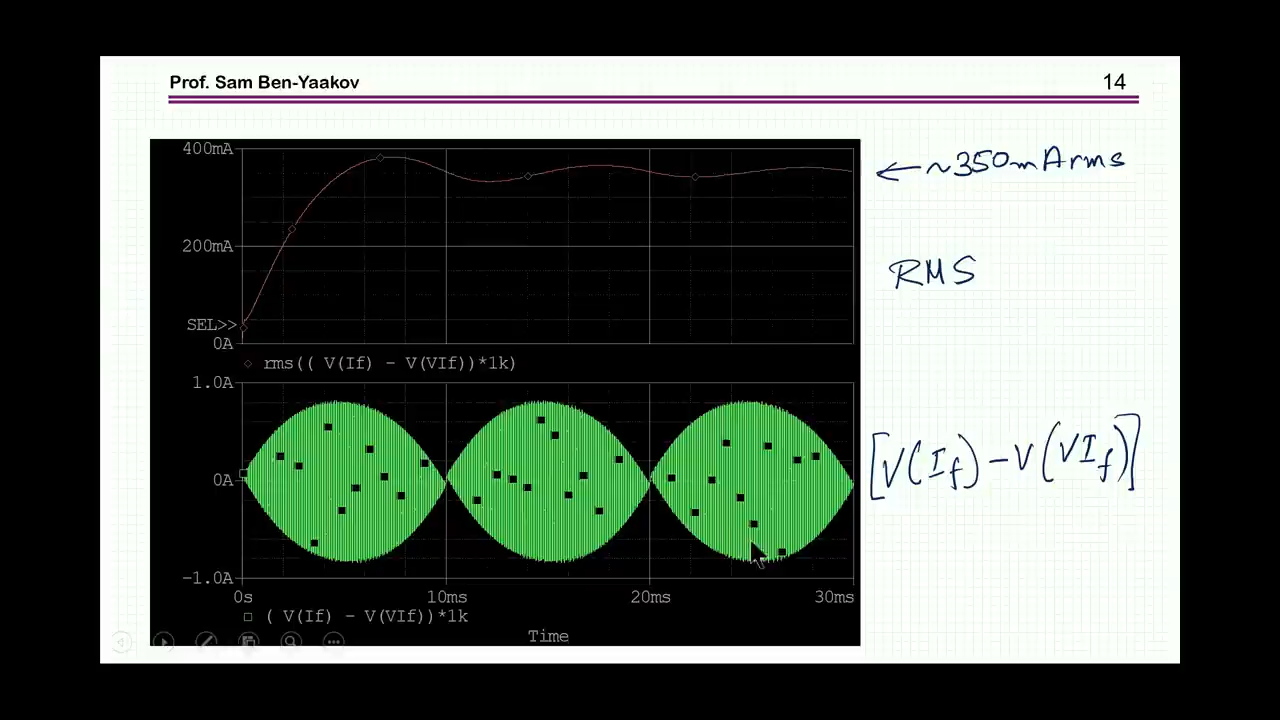 Prof. Sam Ben-Yaakov
14
400mA
200mA
SEL>>
0A
rms(( V(If) - V(VIf))*1k)
1.0A
0A
-1.0A
0s 10ms 20ms 30ms
( V(If) - V(VIf))*1k
Time
←~350mArms
RMS
[V(If)-V(VIf)]